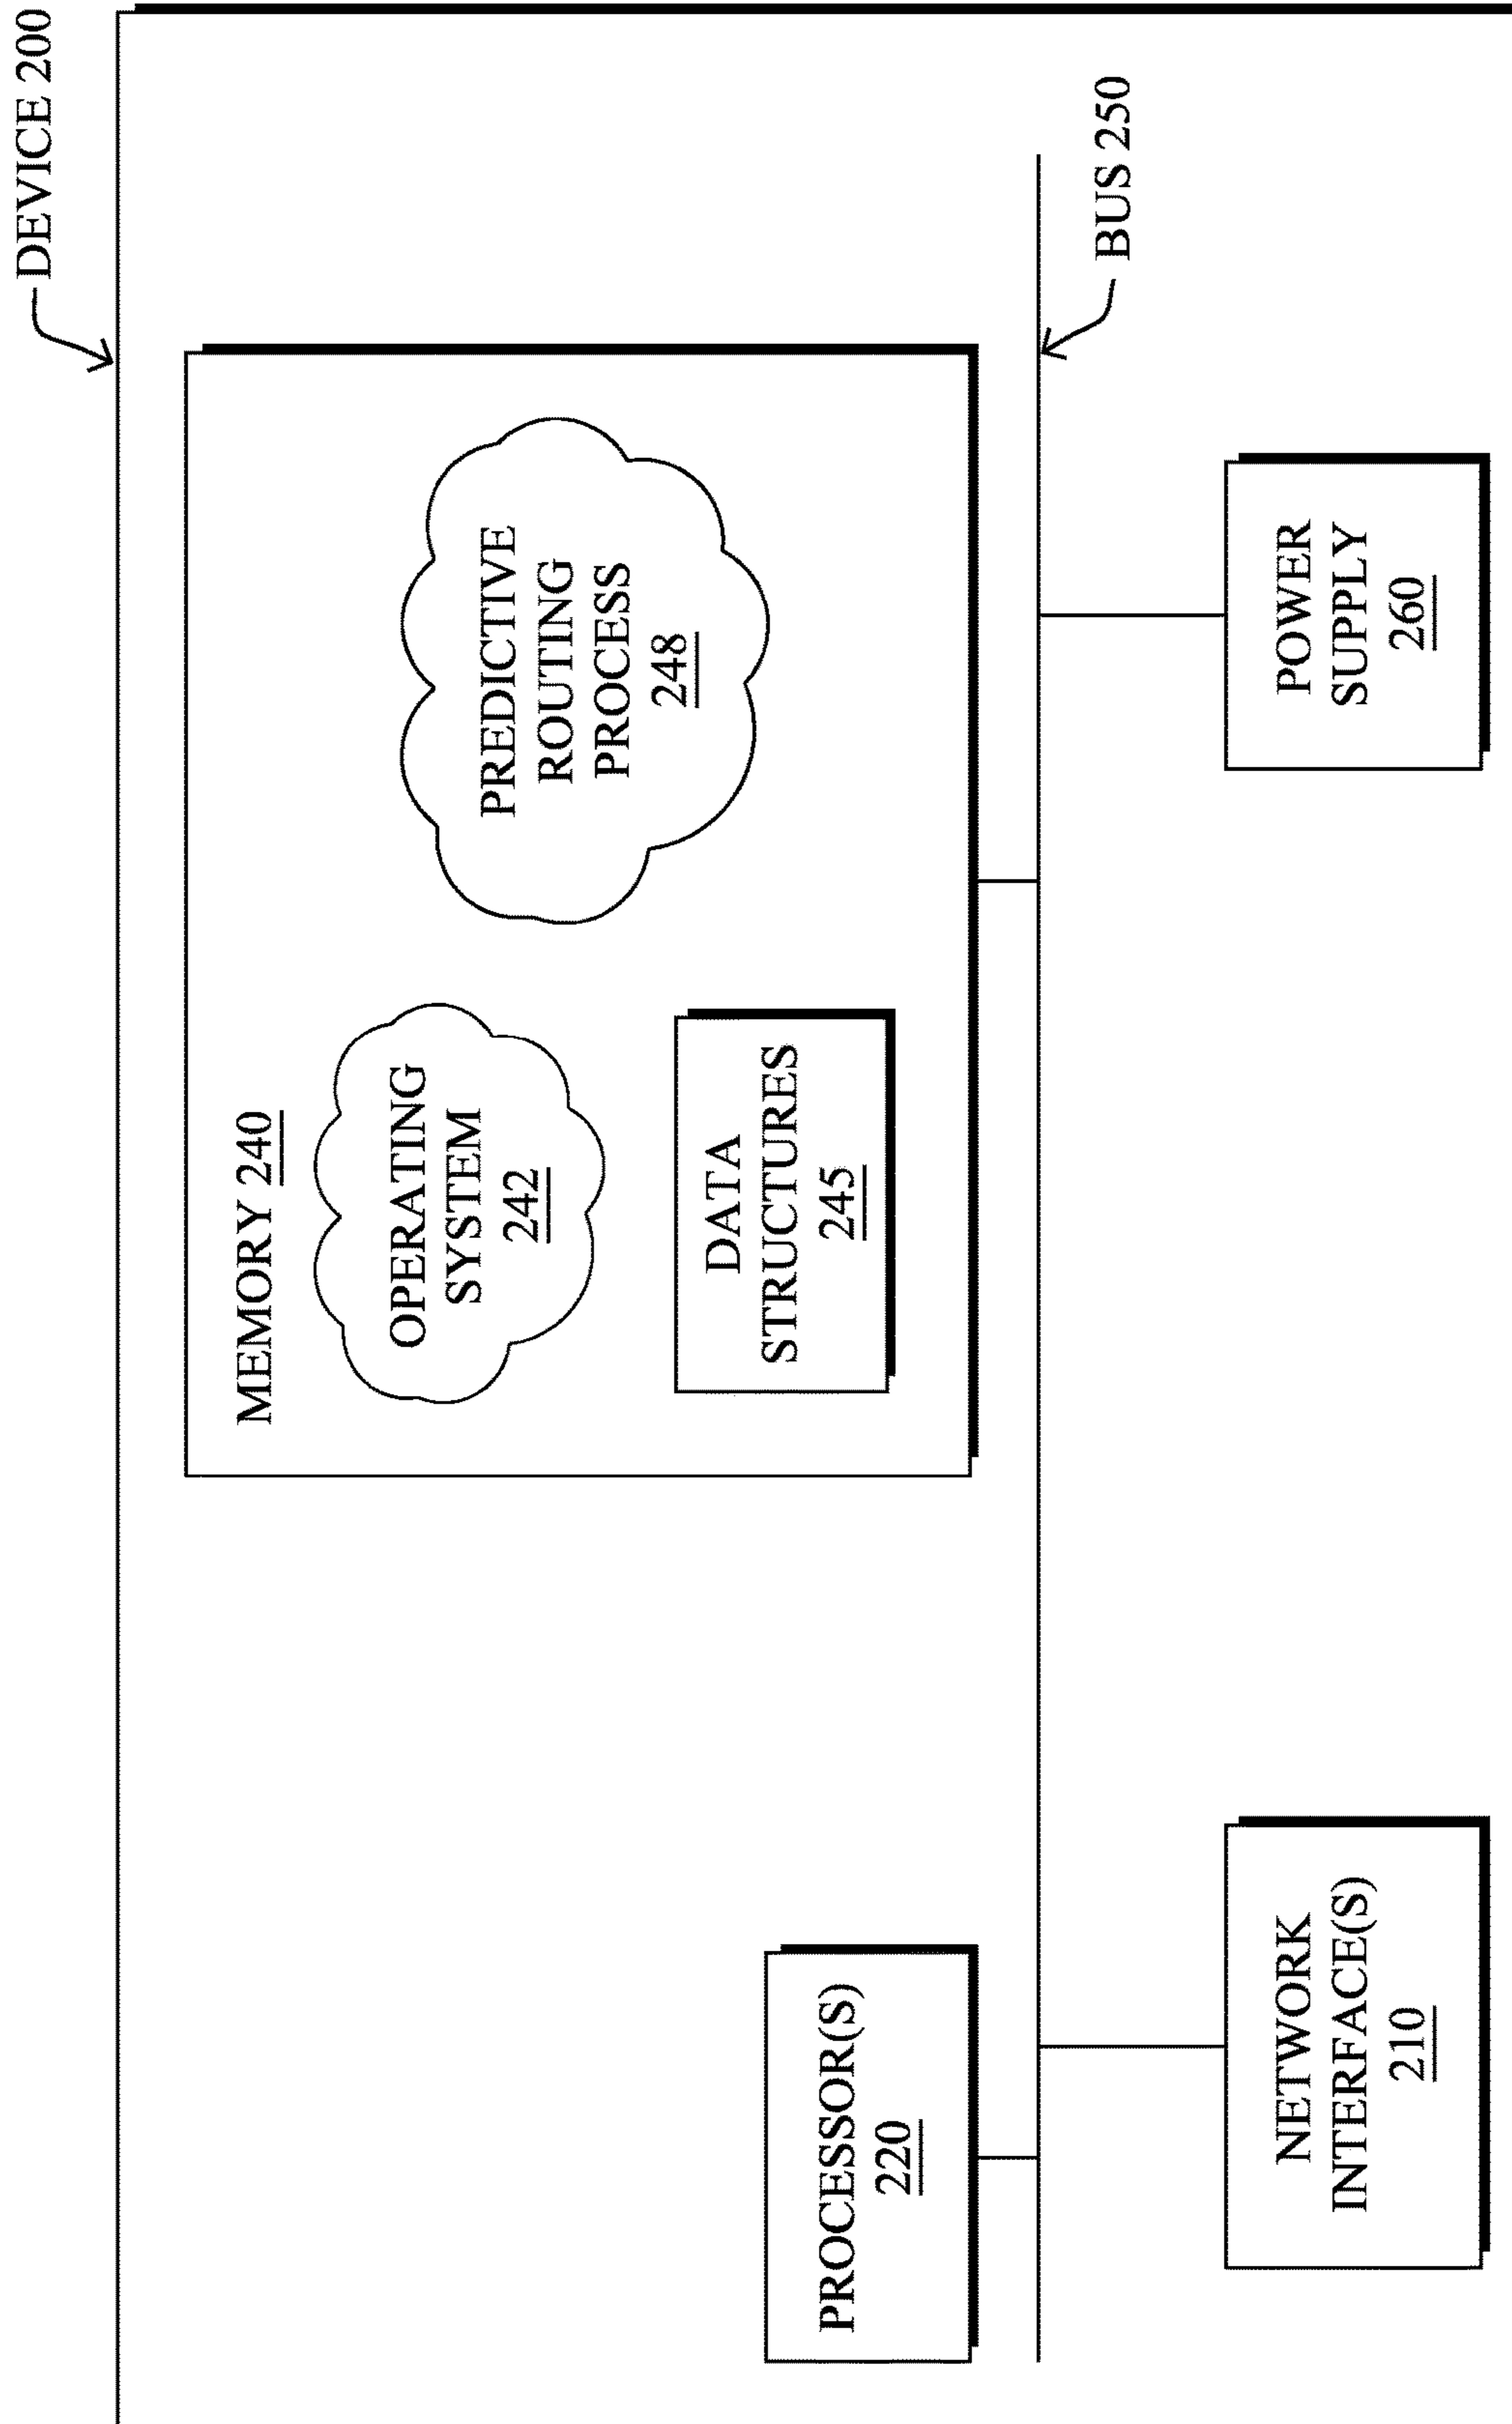 DEVICE 200
MEMORY 240
OPERATING
SYSTEM
242
DATA
STRUCTURES
245
PREDICTIVE
ROUTING
PROCESS
248
PROCESSOR(S)
220
BUS 250
NETWORK
INTERFACE(S)
210
POWER
SUPPLY
260